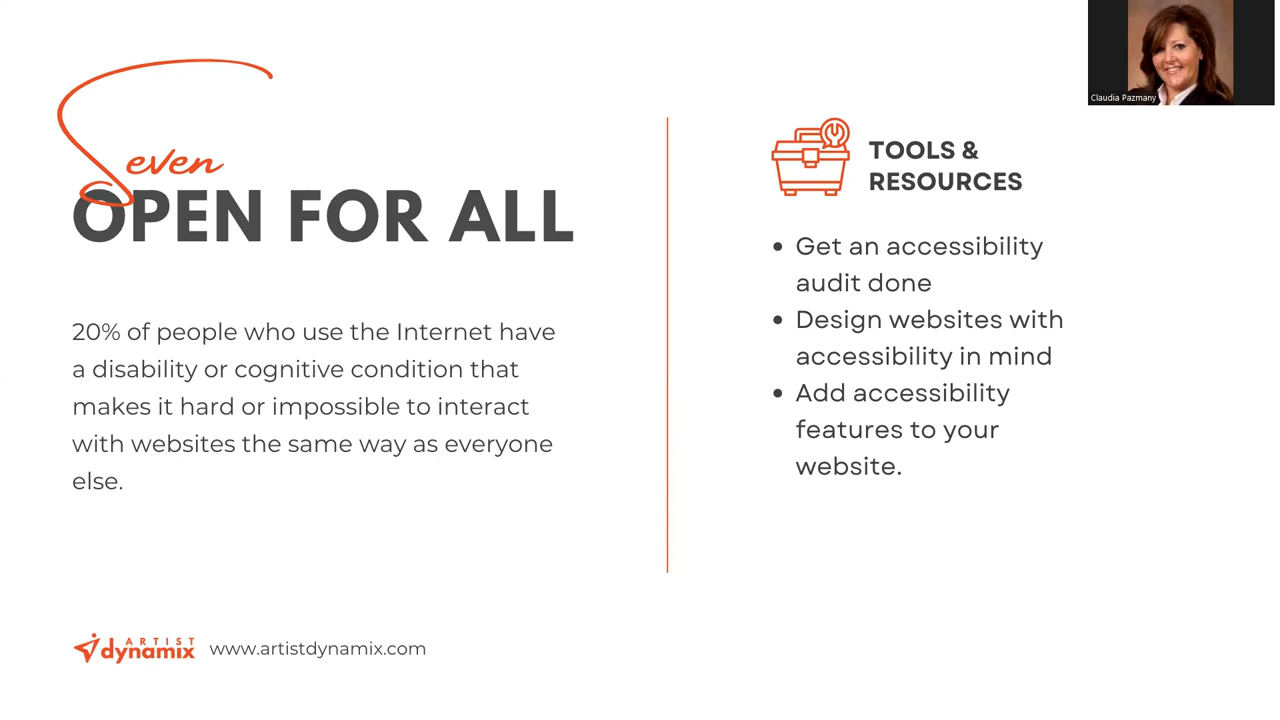 Seven
OPEN FOR ALL
20% of people who use the Internet have
a disability or cognitive condition that
makes it hard or impossible to interact
with websites the same way as everyone
else.
ARTIST
dynamix
www.artistdynamix.com
TOOLS &
RESOURCES
• Get an accessibility
audit done
• Design websites with
accessibility in mind
• Add accessibility
features to your
website.
Claudia Pazmany